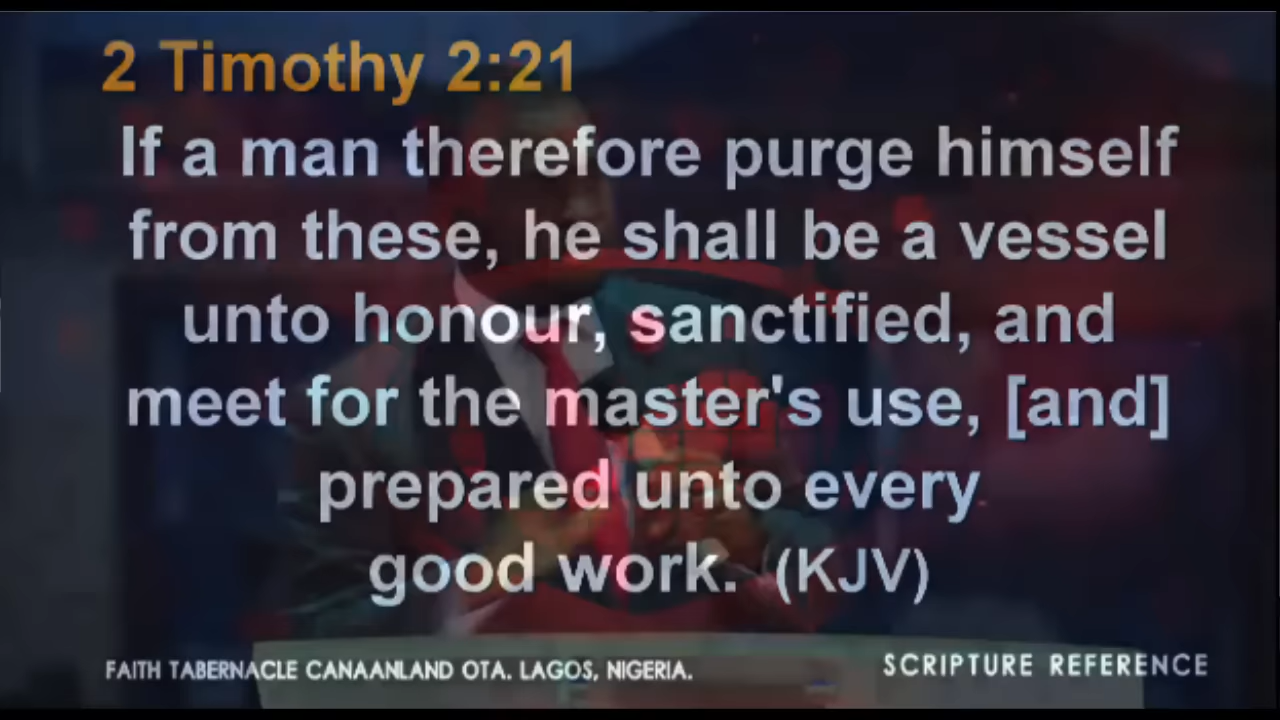 2 Timothy 2:21
If a man therefore purge himself
from these, he shall be a vessel
unto honour, sanctified, and
meet for the master's use, [and]
prepared unto every
good work. (KJV)
FAITH TABERNACLE CANAANLAND OTA. LAGOS, NIGERIA.
SCRIPTURE REFERENCE